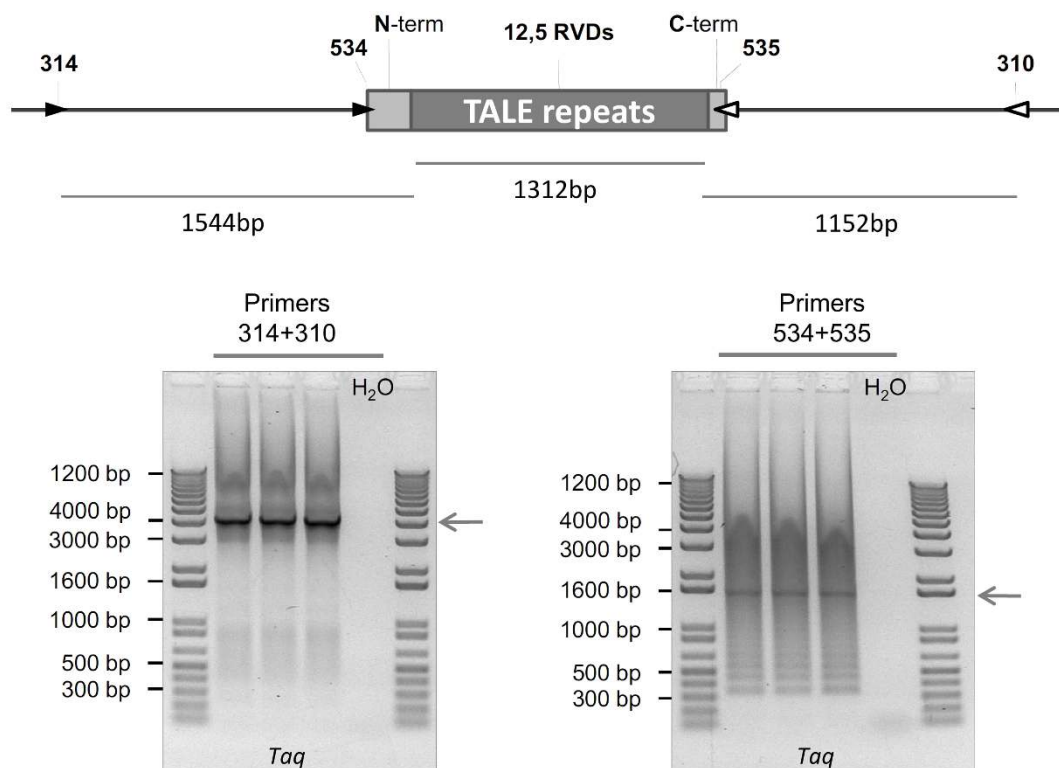 N-term
C-term
12,5 RVDs
314
534
535
310
TALE repeats
1312bp
1544bp
1152bp
Primers
314+310
H₂O
1200 bp
4000 bp
3000 bp
1600 bp
1000 bp
500 bp
300 bp
Taq
Primers
534+535
H₂O
1200 bp
4000 bp
3000 bp
1600 bp
1000 bp
500 bp
300 bp
Taq